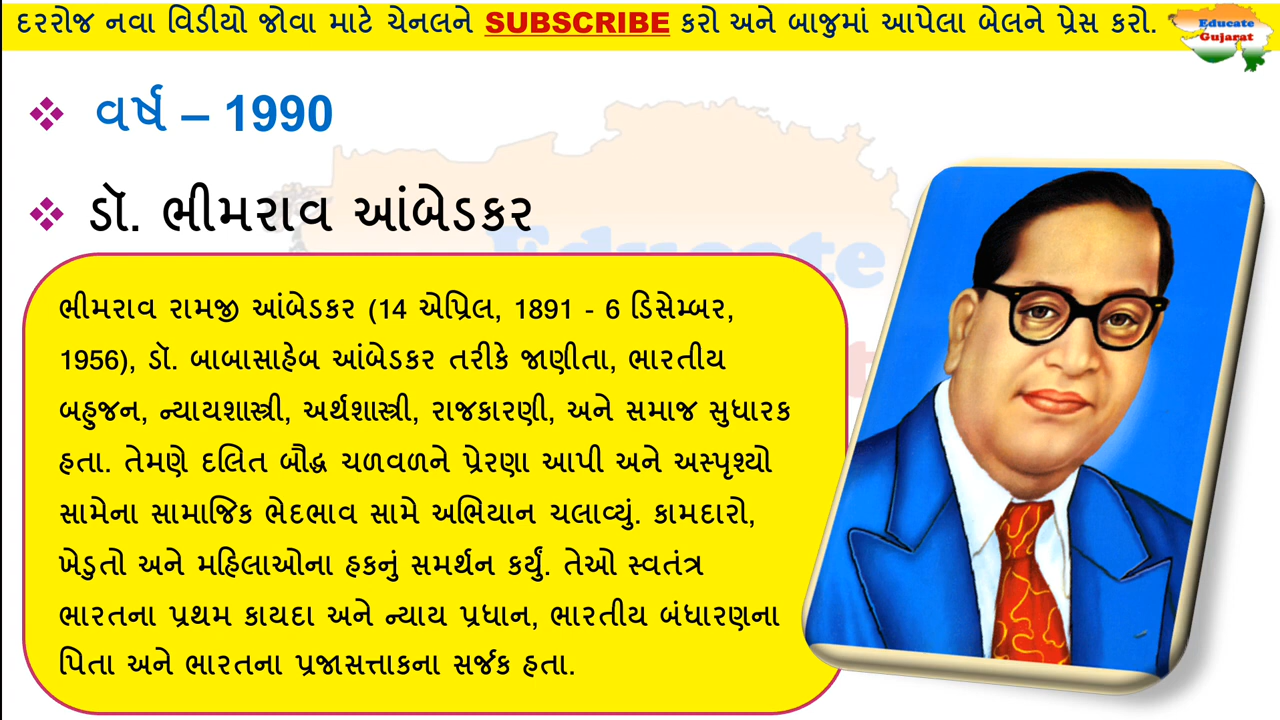 દરરોજ નવા વિડીયો જોવા માટે ચેનલને SUBSCRIBE કરો અને બાજુમાં આપેલા બેલને પ્રેસ કરો.
Educate
Gujarat
❖ વર્ષ – 1990
❖ ડૉ. ભીમરાવ આંબેડકર
Educate
ભીમરાવ રામજી આંબેડકર (14 એપ્રિલ, 1891 - 6 ડિસેમ્બર,
1956), ડૉ. બાબાસાહેબ આંબેડકર તરીકે જાણીતા, ભારતીય
બહુજન, ન્યાયશાસ્ત્રી, અર્થશાસ્ત્રી, રાજકારણી, અને સમાજ સુધારક
હતા. તેમણે દલિત બૌદ્ધ ચળવળને પ્રેરણા આપી અને અસ્પૃશ્યો
સામેના સામાજિક ભેદભાવ સામે અભિયાન ચલાવ્યું. કામદારો,
ખેડુતો અને મહિલાઓના હકનું સમર્થન કર્યું. તેઓ સ્વતંત્ર
ભારતના પ્રથમ કાયદા અને ન્યાય પ્રધાન, ભારતીય બંધારણના
પિતા અને ભારતના પ્રજાસત્તાકના સર્જક હતા.